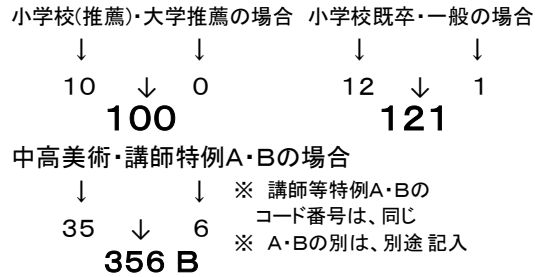 小学校(推薦)・大学推薦の場合 小学校既卒・一般の場合
↓ ↓ ↓ ↓
10 ↓ 0 12 ↓ 1
100 121
中高美術・講師特例A・Bの場合
↓ ↓ ※ 講師等特例A・Bの
コード番号は、同じ
35 ↓ 6
※ A・Bの別は、別途 記入
356 B